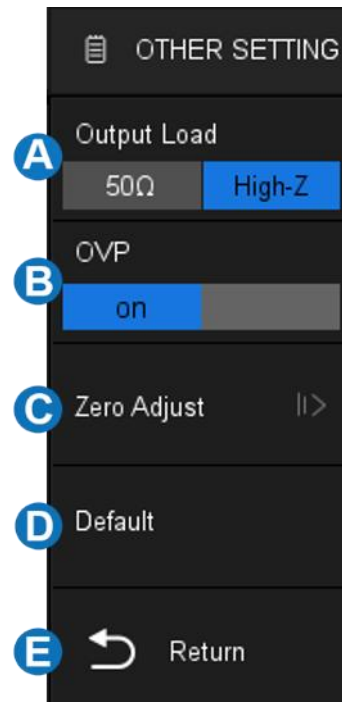 OTHER SETTING
A
Output Load
50Ω High-Z
B
OVP
on
C
Zero Adjust
D
Default
E
Return